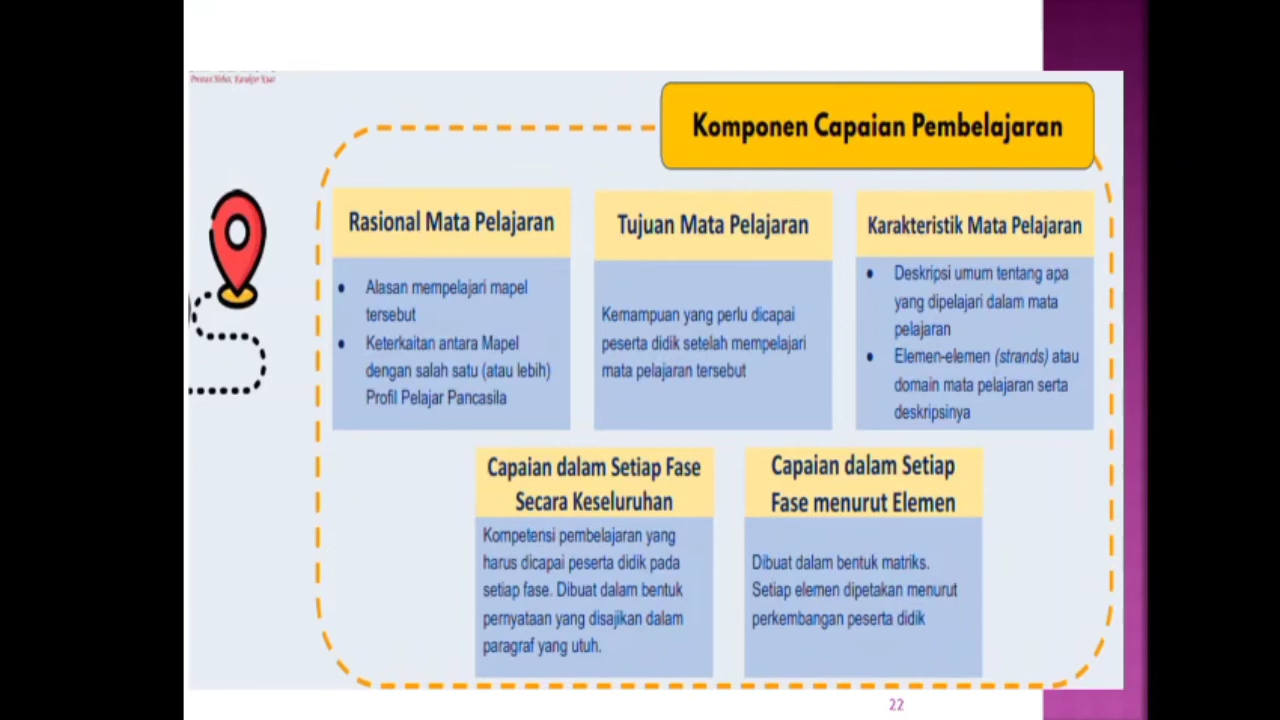 Komponen Capaian Pembelajaran
Rasional Mata Pelajaran
Alasan mempelajari mapel
tersebut
Keterkaitan antara Mapel
dengan salah satu (atau lebih)
Profil Pelajar Pancasila
Tujuan Mata Pelajaran
Kemampuan yang perlu dicapai
peserta didik setelah mempelajari
mata pelajaran tersebut
Karakteristik Mata Pelajaran
Deskripsi umum tentang apa
yang dipelajari dalam mata
pelajaran
Elemen-elemen (strands) atau
domain mata pelajaran serta
deskripsinya
Capaian dalam Setiap Fase
Secara Keseluruhan
Kompetensi pembelajaran yang
harus dicapai peserta didik pada
setiap fase. Dibuat dalam bentuk
pernyataan yang disajikan dalam
paragraf yang utuh.
Capaian dalam Setiap
Fase menurut Elemen
Dibuat dalam bentuk matriks.
Setiap elemen dipetakan menurut
perkembangan peserta didik
22